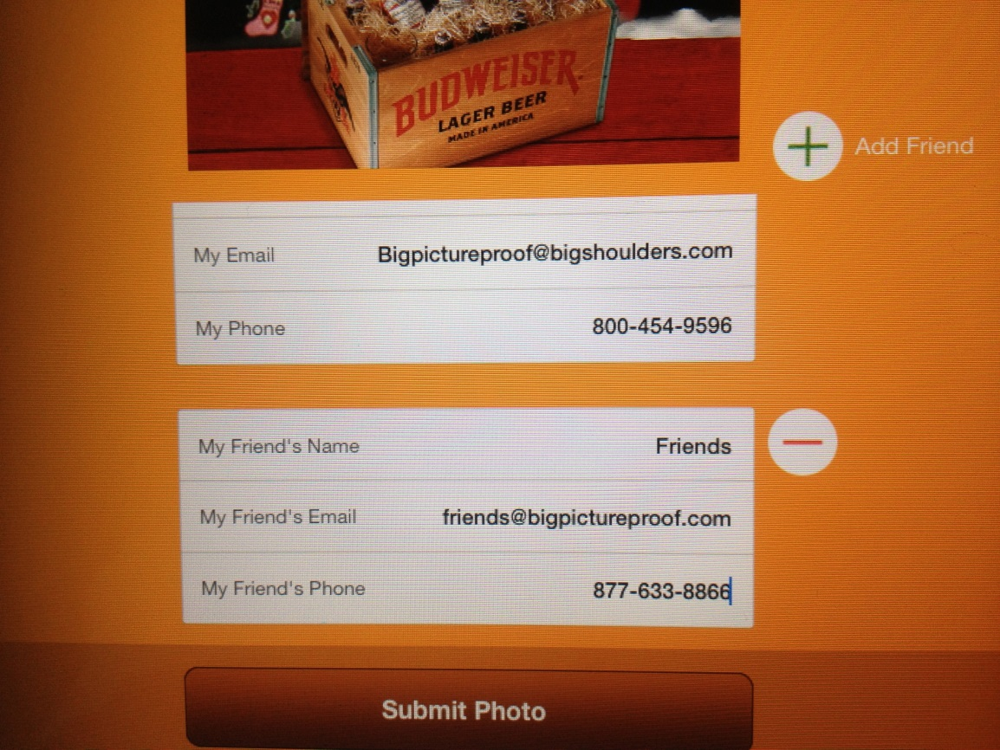 BUDWEISER
LAGER BEER
MADE IN AMERICA
Add Friend
My Email Bigpictureproof@bigshoulders.com
My Phone 800-454-9596
My Friend's Name Friends
My Friend's Email friends@bigpictureproof.com
My Friend's Phone 877-633-8866
Submit Photo